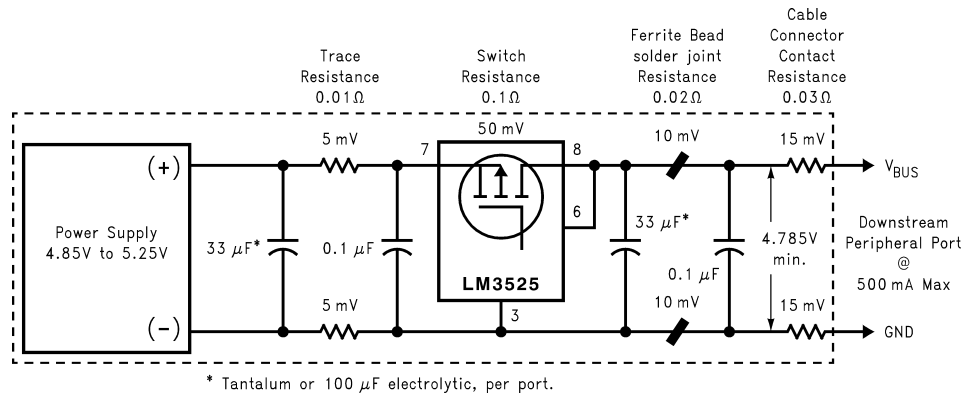 Cable
Connector
Contact
Resistance
0.03Ω
Ferrite Bead
solder joint
Resistance
0.02Ω
Trace
Resistance
0.01Ω
Switch
Resistance
0.1Ω
5 mV
50 mV
10 mV
15 mV
(+)
7
8
VBUS
6
Power Supply
4.85V to 5.25V
33 μF*
0.1 μF
33 μF*
0.1 μF
4.785V
min.
Downstream
Peripheral Port
@
500 mA Max
LM3525
5 mV
10 mV
15 mV
(-)
3
GND
* Tantalum or 100 μF electrolytic, per port.